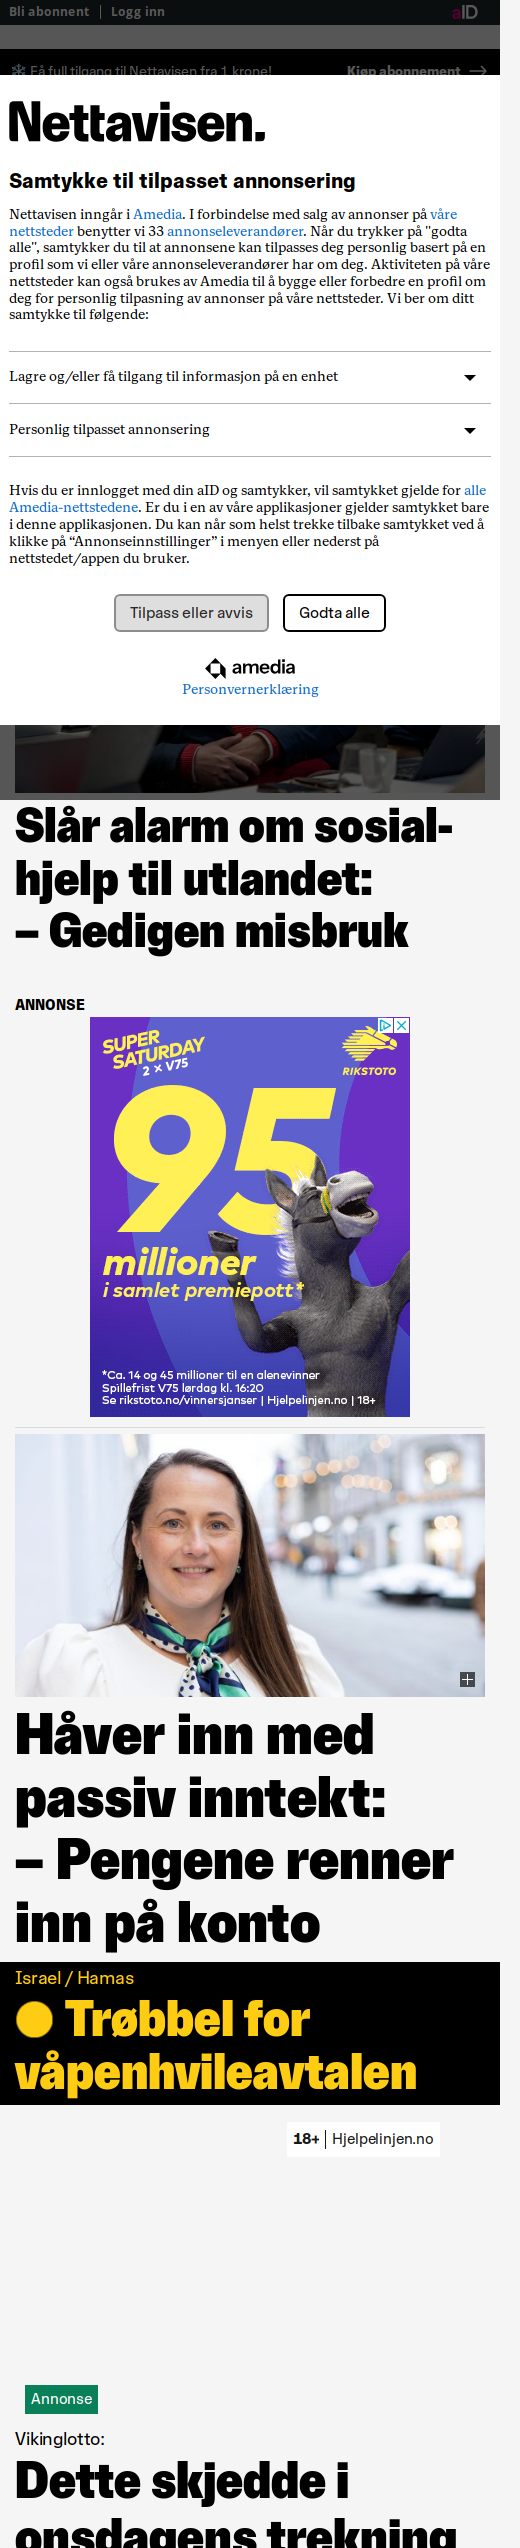 Bli abonnent | Logg inn
aID
Få full tilgang til Nettavisen fra 1 krone!
Kjøp abonnement
Nettavisen.
Samtykke til tilpasset annonsering
Nettavisen inngår i Amedia. I forbindelse med salg av annonser på våre
nettsteder benytter vi 33 annonseleverandører. Når du trykker på "godta
alle", samtykker du til at annonsene kan tilpasses deg personlig basert på en
profil som vi eller våre annonseleverandører har om deg. Aktiviteten på våre
nettsteder kan også brukes av Amedia til å bygge eller forbedre en profil om
deg for personlig tilpasning av annonser på våre nettsteder. Vi ber om ditt
samtykke til følgende:
Lagre og/eller få tilgang til informasjon på en enhet
Personlig tilpasset annonsering
Hvis du er innlogget med din aID og samtykker, vil samtykket gjelde for alle
Amedia-nettstedene. Er du i en av våre applikasjoner gjelder samtykket bare
i denne applikasjonen. Du kan når som helst trekke tilbake samtykket ved å
klikke på “Annonseinnstillinger” i menyen eller nederst på
nettstedet/appen du bruker.
Tilpass eller avvis
Godta alle
amedia
Personvernerklæring
Slår alarm om sosial-
hjelp til utlandet:
– Gedigen misbruk
ANNONSE
SUPER
SATURDAY
2 × V75
RIKSTOTO
95
millioner
i samlet premiepott*
*Ca. 14 og 45 millioner til en alenevinner
Spillefrist V75 lørdag kl. 16:20
Se rikstoto.no/vinnersjanser | Hjelpelinjen.no | 18+
Håver inn med
passiv inntekt:
– Pengene renner
inn på konto
Israel / Hamas
Trøbbel for
våpenhvileavtalen
18+ | Hjelpelinjen.no
Annonse
Vikinglotto:
Dette skjedde i
onsdagens trekning